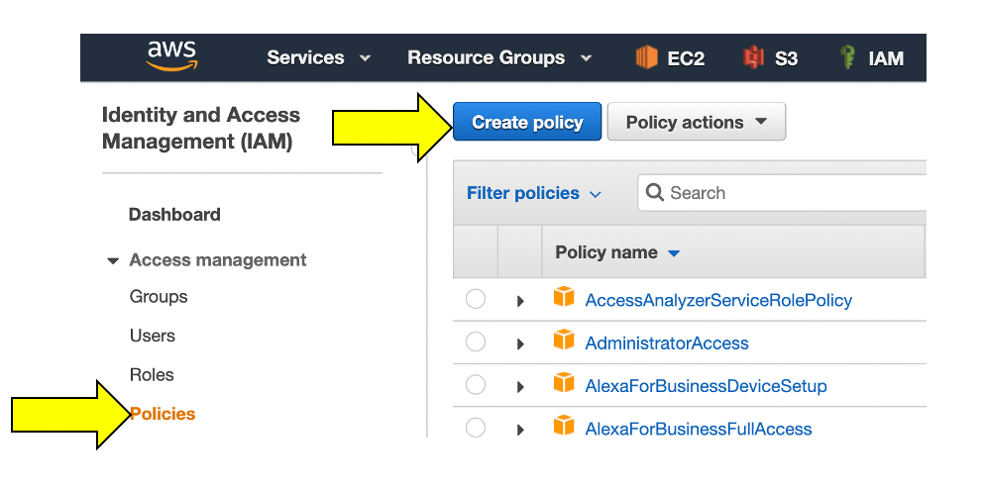 aws Services Resource Groups EC2 S3 IAM
Identity and Access
Management (IAM)
Dashboard
Access management
Groups
Users
Roles
Policies
Create policy Policy actions
Filter policies Search
Policy name
AccessAnalyzerServiceRolePolicy
AdministratorAccess
AlexaForBusinessDeviceSetup
AlexaForBusinessFullAccess